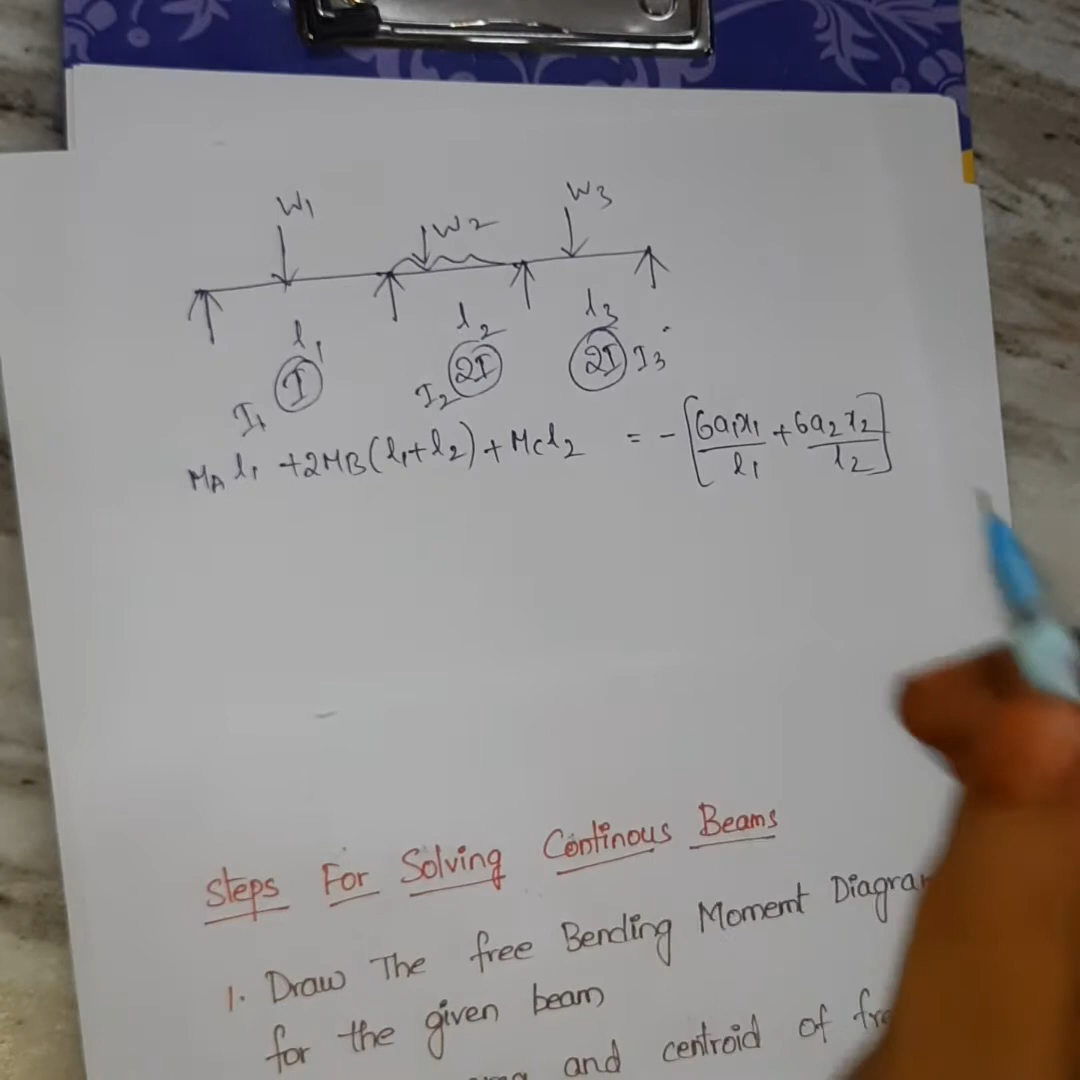 W1
W2
W3
l1 l2 l3
I1 I I2 2I 2I I3
MA l1 + 2MB (l1 + l2) + MC l2 = - [6a1x1/l1 + 6a2x2/l2]
Steps For Solving Continous Beams
1. Draw The free Bending Moment
for the given beam
and centroid of